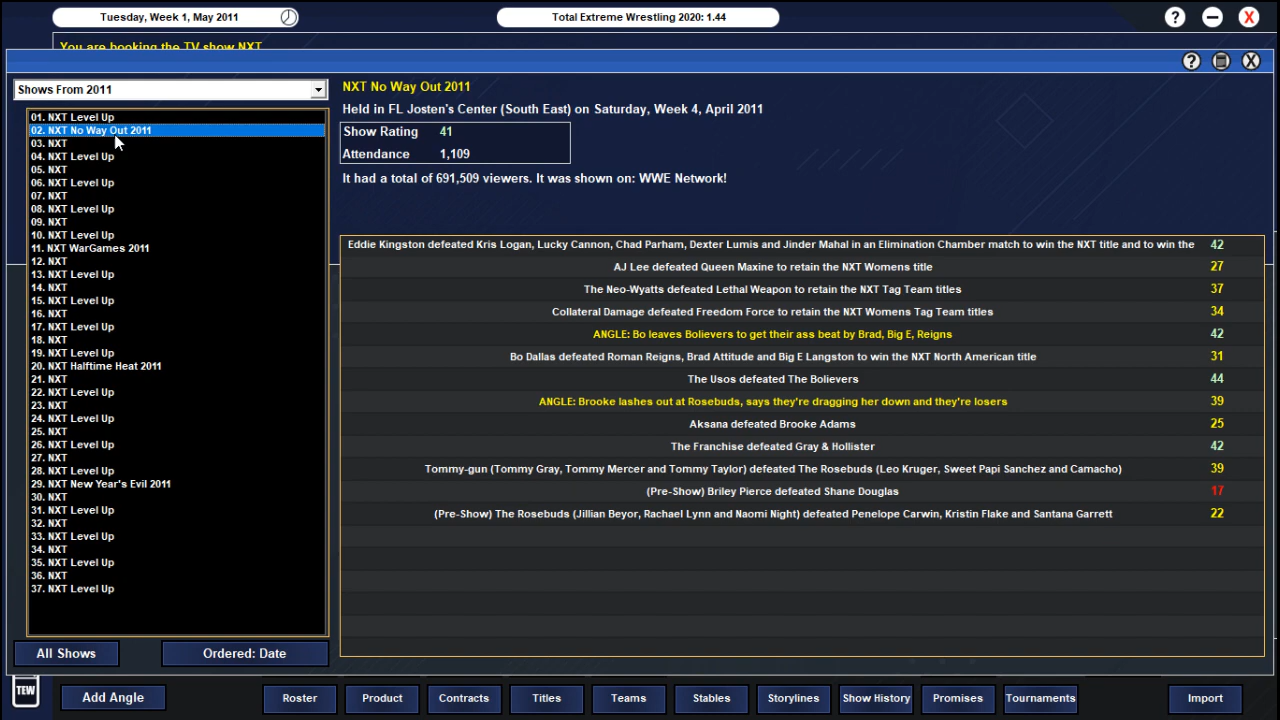 Tuesday, Week 1, May 2011
Total Extreme Wrestling 2020: 1.44
? X
You are booking the TV show NXT
? X
Shows From 2011
01. NXT Level Up
02. NXT No Way Out 2011
03. NXT
04. NXT Level Up
05. NXT
06. NXT Level Up
07. NXT
08. NXT Level Up
09. NXT
10. NXT Level Up
11. NXT WarGames 2011
12. NXT
13. NXT Level Up
14. NXT
15. NXT Level Up
16. NXT
17. NXT Level Up
18. NXT
19. NXT Level Up
20. NXT Halftime Heat 2011
21. NXT
22. NXT Level Up
23. NXT
24. NXT Level Up
25. NXT
26. NXT Level Up
27. NXT
28. NXT Level Up
29. NXT New Year's Evil 2011
30. NXT
31. NXT Level Up
32. NXT
33. NXT Level Up
34. NXT
35. NXT Level Up
36. NXT
37. NXT Level Up
All Shows
Ordered: Date
NXT No Way Out 2011
Held in FL Josten's Center (South East) on Saturday, Week 4, April 2011
Show Rating 41
Attendance 1,109
It had a total of 691,509 viewers. It was shown on: WWE Network!
Eddie Kingston defeated Kris Logan, Lucky Cannon, Chad Parham, Dexter Lumis and Jinder Mahal in an Elimination Chamber match to win the NXT title and to win the 42
AJ Lee defeated Queen Maxine to retain the NXT Womens title 27
The Neo-Wyatts defeated Lethal Weapon to retain the NXT Tag Team titles 37
Collateral Damage defeated Freedom Force to retain the NXT Womens Tag Team titles 34
ANGLE: Bo leaves Bolievers to get their ass beat by Brad, Big E, Reigns 42
Bo Dallas defeated Roman Reigns, Brad Attitude and Big E Langston to win the NXT North American title 31
The Usos defeated The Bolievers 44
ANGLE: Brooke lashes out at Rosebuds, says they're dragging her down and they're losers 39
Aksana defeated Brooke Adams 25
The Franchise defeated Gray & Hollister 42
Tommy-gun (Tommy Gray, Tommy Mercer and Tommy Taylor) defeated The Rosebuds (Leo Kruger, Sweet Papi Sanchez and Camacho) 39
(Pre-Show) Briley Pierce defeated Shane Douglas 17
(Pre-Show) The Rosebuds (Jillian Beyor, Rachael Lynn and Naomi Night) defeated Penelope Carwin, Kristin Flake and Santana Garrett 22
TEW
Add Angle
Roster
Product
Contracts
Titles
Teams
Stables
Storylines
Show History
Promises
Tournaments
Import